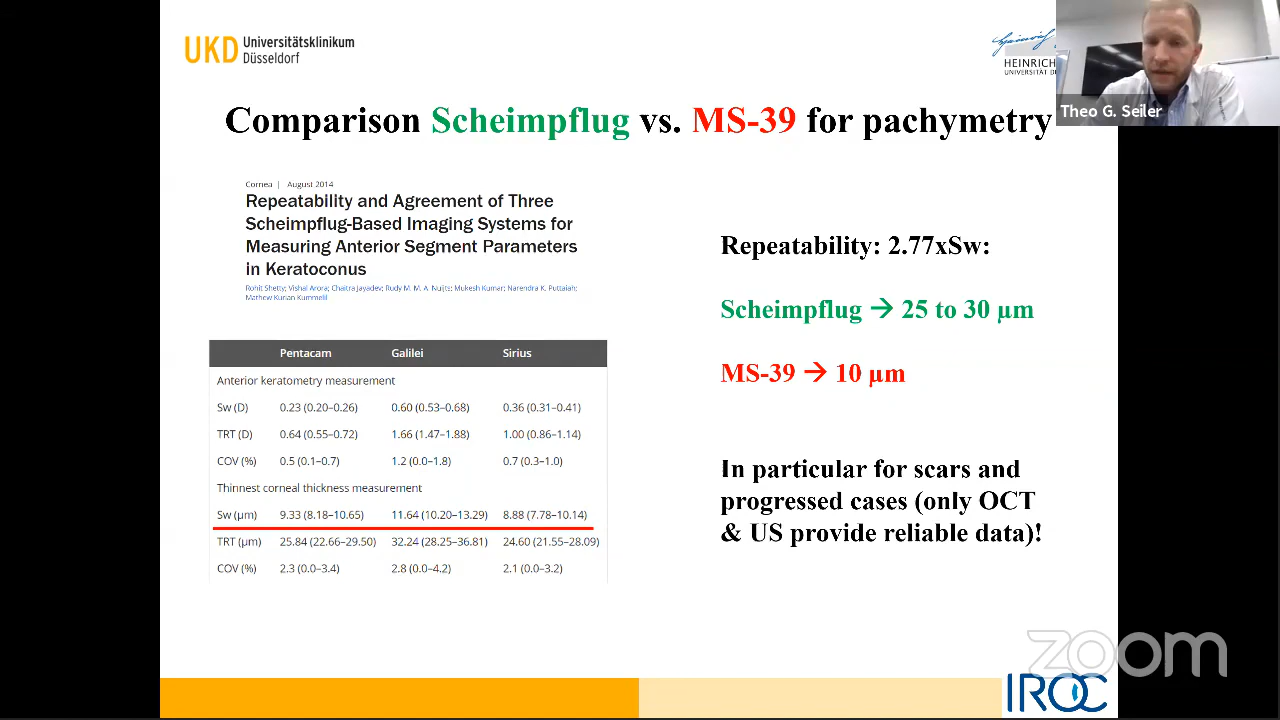 UKD Universitätsklinikum
Düsseldorf
HEINRICH
UNIVERSITÄT D
Theo G. Seiler
Comparison Scheimpflug vs. MS-39 for pachymetry
Cornea | August 2014
Repeatability and Agreement of Three
Scheimpflug-Based Imaging Systems for
Measuring Anterior Segment Parameters
in Keratoconus
Rohit Shetty; Vishal Arora; Chaitra Jayadev; Rudy M. M. A. Nuijts; Mukesh Kumar; Narendra K. Puttaiah;
Mathew Kurian Kummelil
Pentacam Galilei Sirius
Anterior keratometry measurement
Sw (D) 0.23 (0.20–0.26) 0.60 (0.53–0.68) 0.36 (0.31–0.41)
TRT (D) 0.64 (0.55–0.72) 1.66 (1.47–1.88) 1.00 (0.86–1.14)
COV (%) 0.5 (0.1–0.7) 1.2 (0.0–1.8) 0.7 (0.3–1.0)
Thinnest corneal thickness measurement
Sw (µm) 9.33 (8.18–10.65) 11.64 (10.20–13.29) 8.88 (7.78–10.14)
TRT (µm) 25.84 (22.66–29.50) 32.24 (28.25–36.81) 24.60 (21.55–28.09)
COV (%) 2.3 (0.0–3.4) 2.8 (0.0–4.2) 2.1 (0.0–3.2)
Repeatability: 2.77xSw:
Scheimpflug → 25 to 30 µm
MS-39 → 10 µm
In particular for scars and
progressed cases (only OCT
& US provide reliable data)!
zoom
IROC